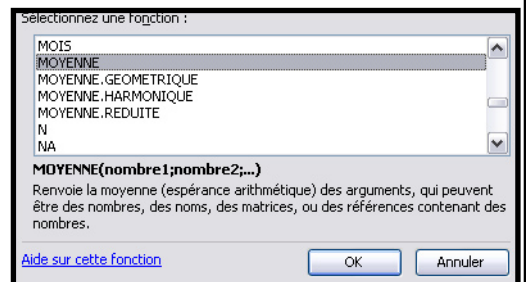 Sélectionnez une fonction :
MOIS
MOYENNE
MOYENNE.GEOMETRIQUE
MOYENNE.HARMONIQUE
MOYENNE.REDUITE
N
NA
MOYENNE(nombre1;nombre2;...)
Renvoie la moyenne (espérance arithmétique) des arguments, qui peuvent
être des nombres, des noms, des matrices, ou des références contenant des
nombres.
Aide sur cette fonction
OK
Annuler